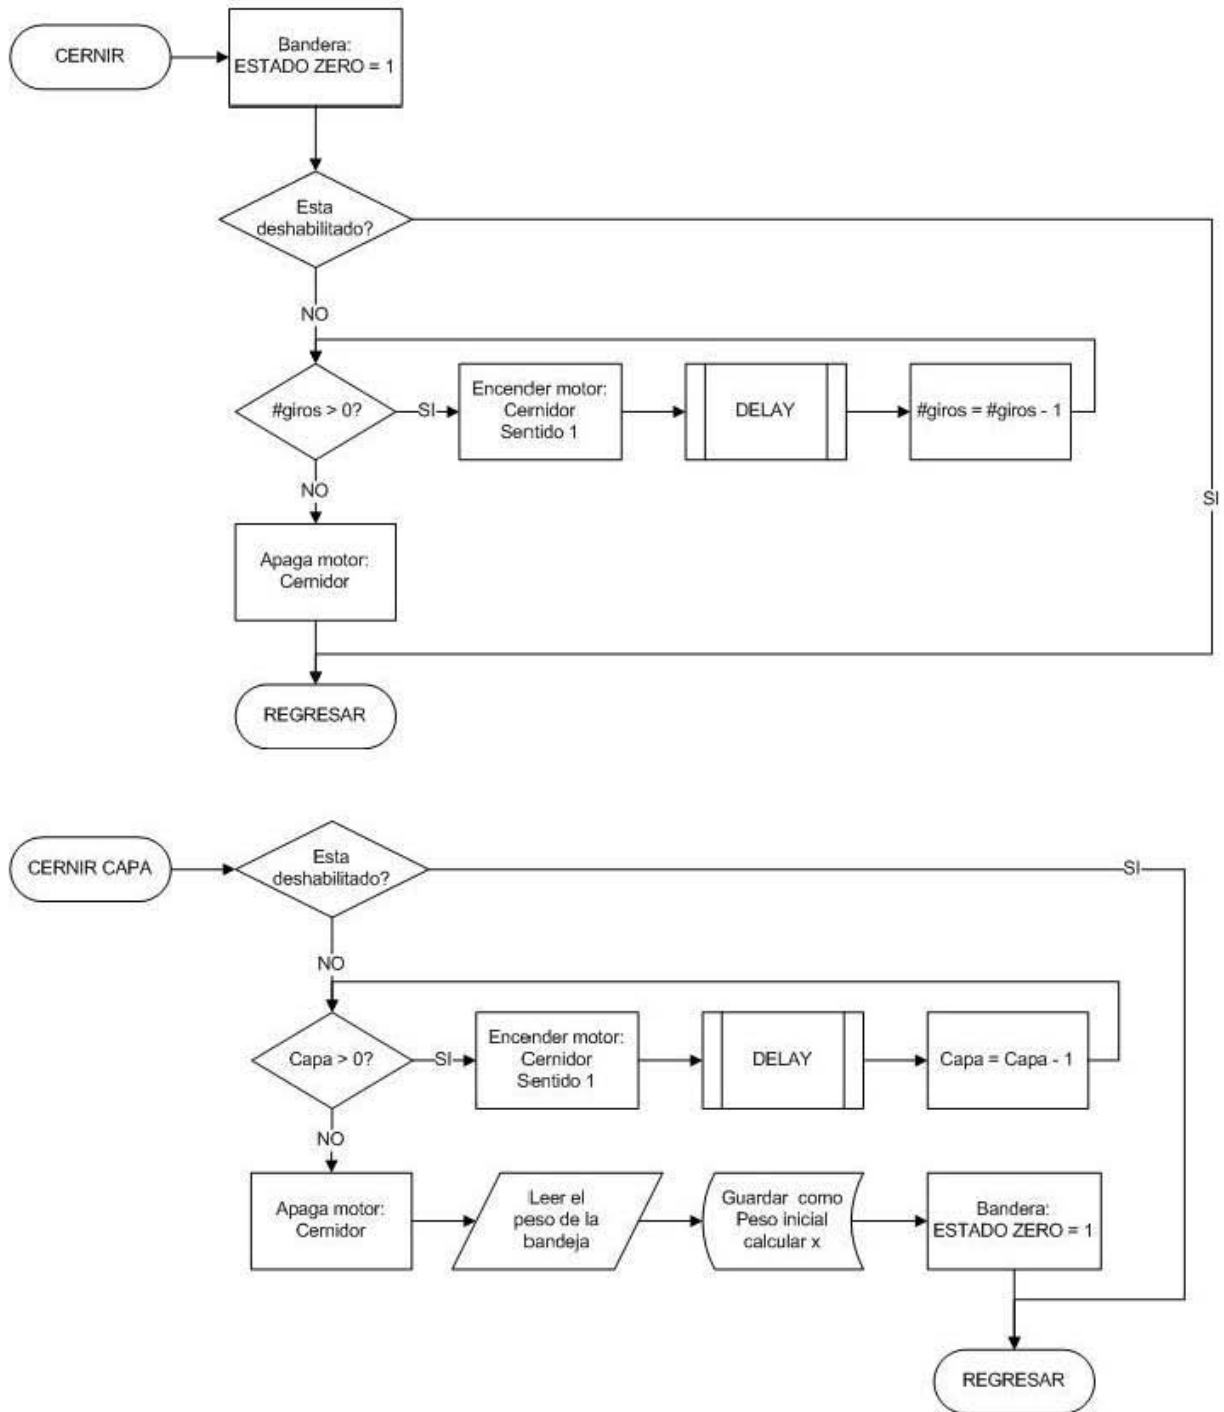 CERNIR
Bandera:
ESTADO ZERO = 1
Esta
deshabilitado?
NO
#giros > 0?
SI
Encender motor:
Cernidor
Sentido 1
DELAY
#giros = #giros - 1
NO
SI
Apaga motor:
Cernidor
REGRESAR
CERNIR CAPA
Esta
deshabilitado?
SI
NO
Capa > 0?
SI
Encender motor:
Cernidor
Sentido 1
DELAY
Capa = Capa - 1
NO
Apaga motor:
Cernidor
Leer el
peso de la
bandeja
Guardar como
Peso inicial
calcular x
Bandera:
ESTADO ZERO = 1
REGRESAR